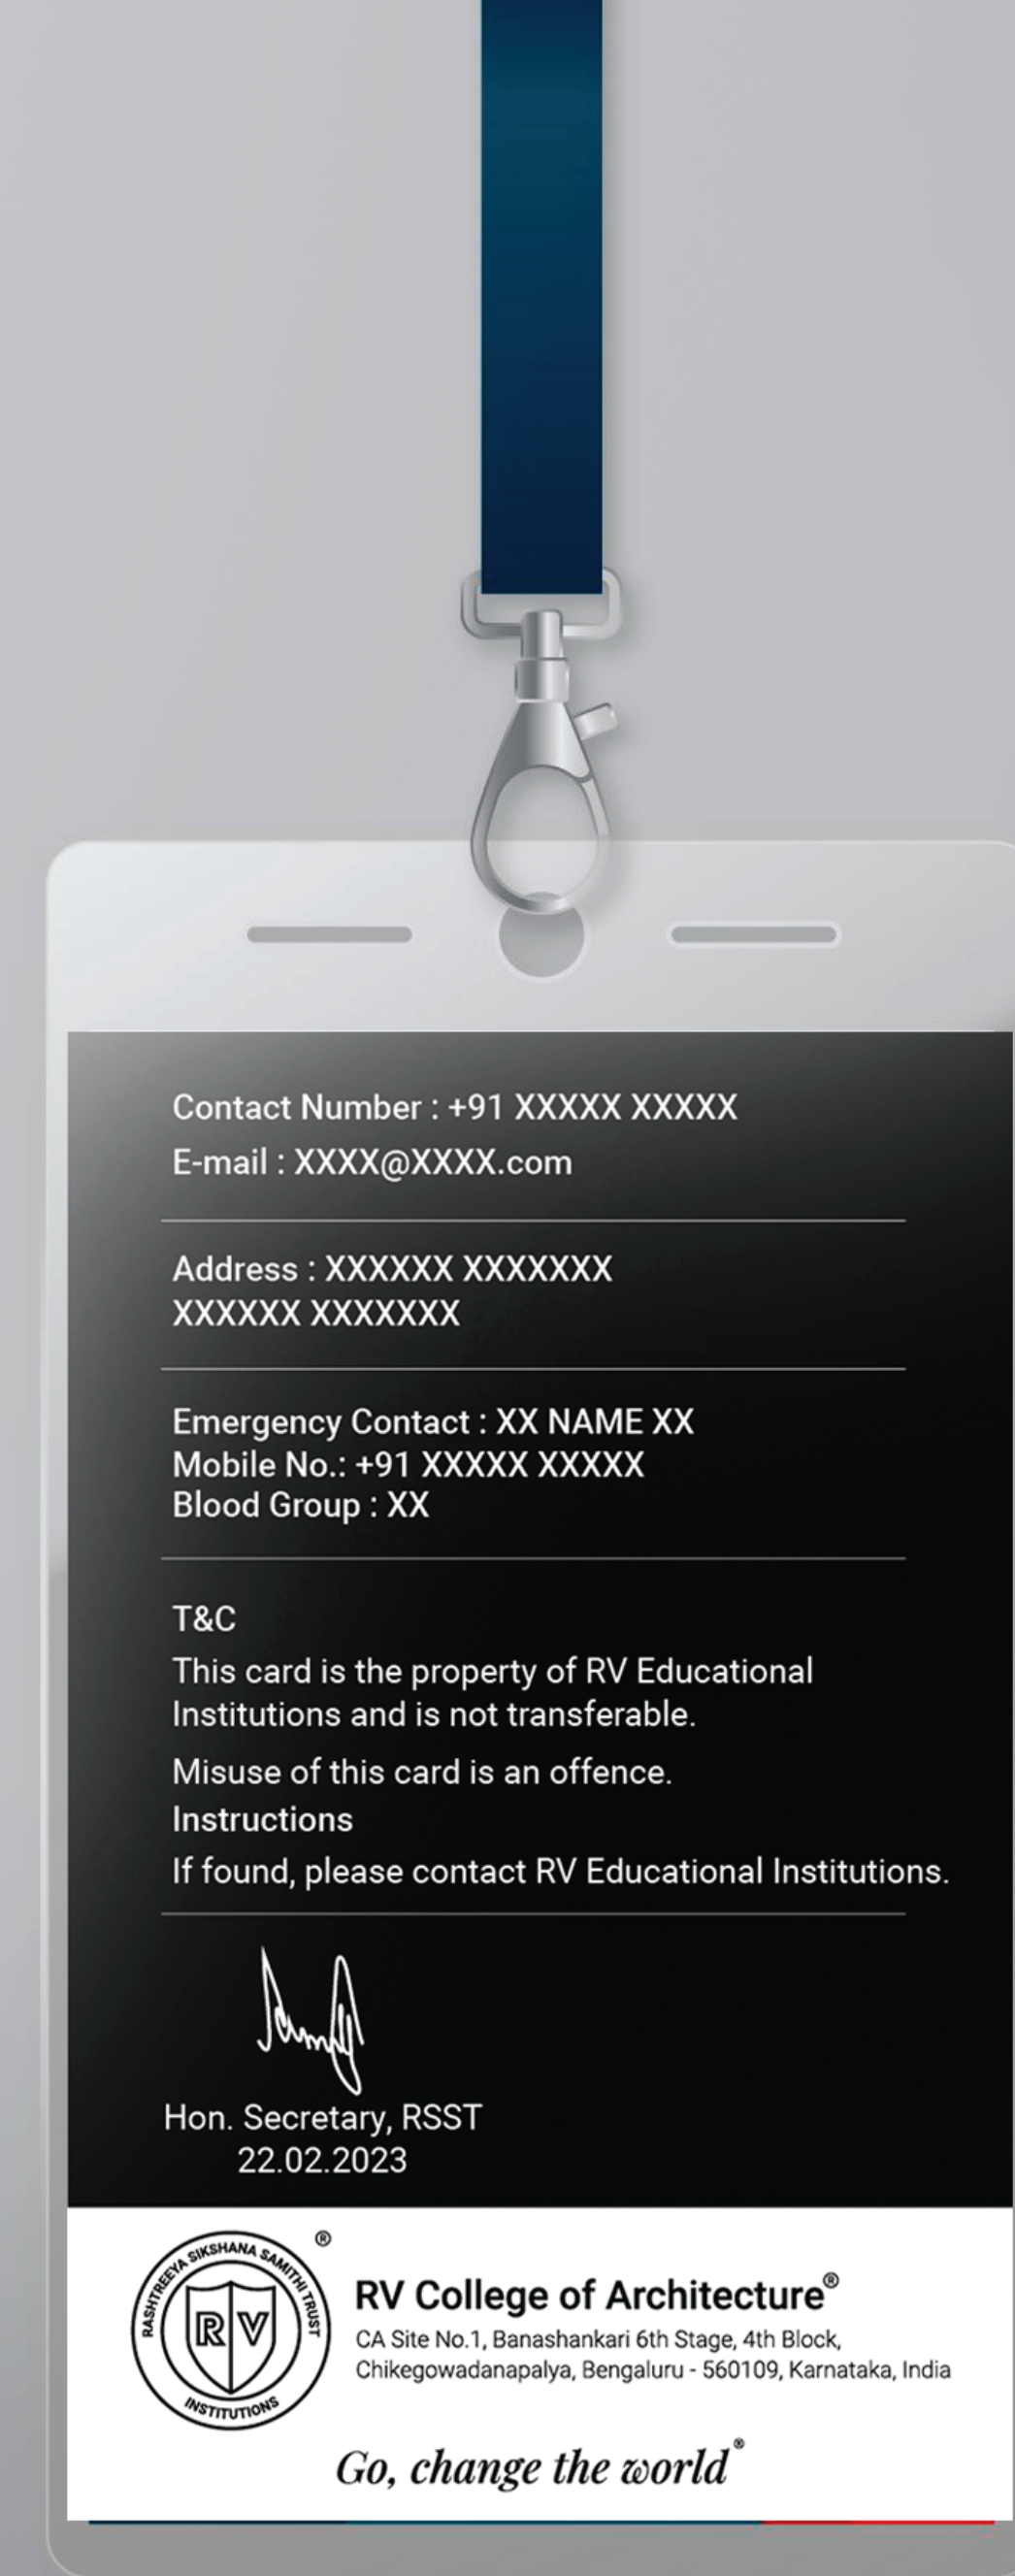 Contact Number : +91 XXXXX XXXXX
E-mail : XXXX@XXXX.com
Address : XXXXXX XXXXXXX
XXXXXX XXXXXXX
Emergency Contact : XX NAME XX
Mobile No.: +91 XXXXX XXXXX
Blood Group : XX
T&C
This card is the property of RV Educational
Institutions and is not transferable.
Misuse of this card is an offence.
Instructions
If found, please contact RV Educational Institutions.
Hon. Secretary, RSST
22.02.2023
RASHTREEYA SIKSHANA SAMITHI TRUST
RV
INSTITUTIONS
®
RV College of Architecture®
CA Site No.1, Banashankari 6th Stage, 4th Block,
Chikegowadanapalya, Bengaluru - 560109, Karnataka, India
Go, change the world®